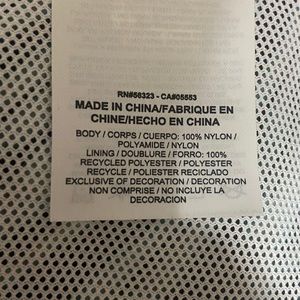 RN#56323 - CA#05553
MADE IN CHINA/FABRIQUE EN
CHINE/HECHO EN CHINA
BODY / CORPS / CUERPO: 100% NYLON /
POLYAMIDE / NYLON
LINING / DOUBLURE / FORRO: 100%
RECYCLED POLYESTER / POLYESTER
RECYCLE / POLIESTER RECICLADO
EXCLUSIVE OF DECORATION / DECORATION
NON COMPRISE / NO INCLUYE LA
DECORACION